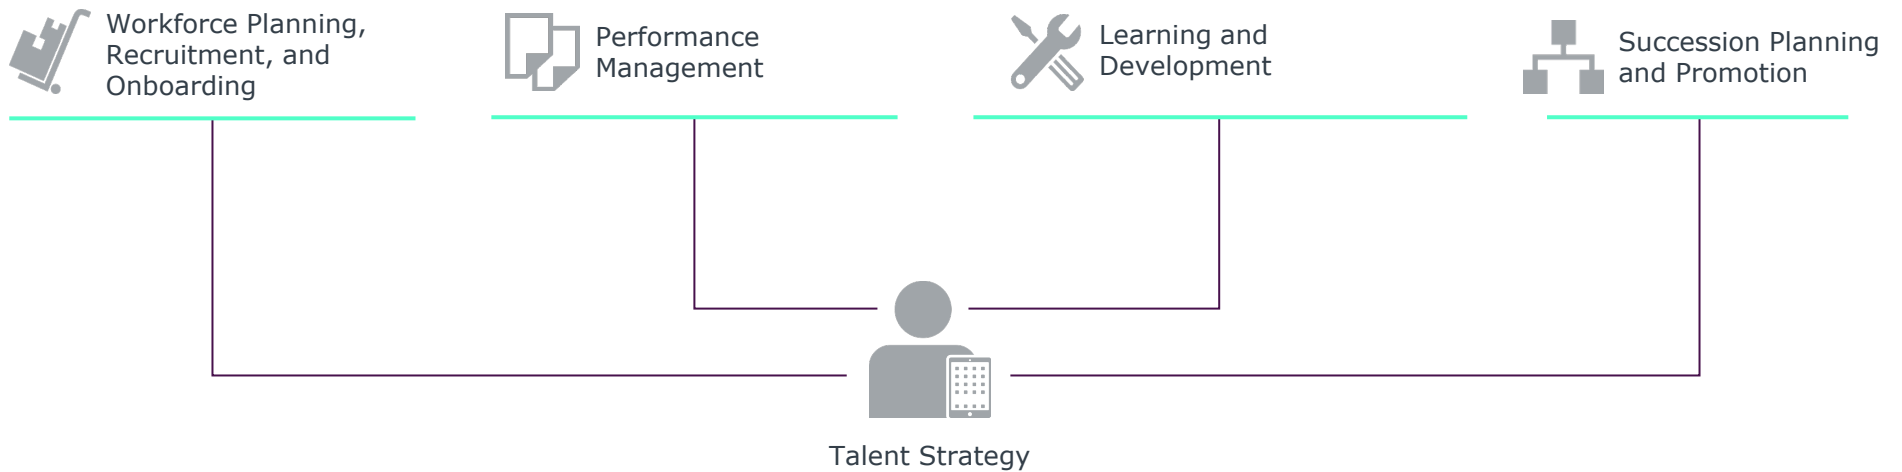 Workforce Planning,
Recruitment, and
Onboarding
Performance
Management
Learning and
Development
Succession Planning
and Promotion
Talent Strategy